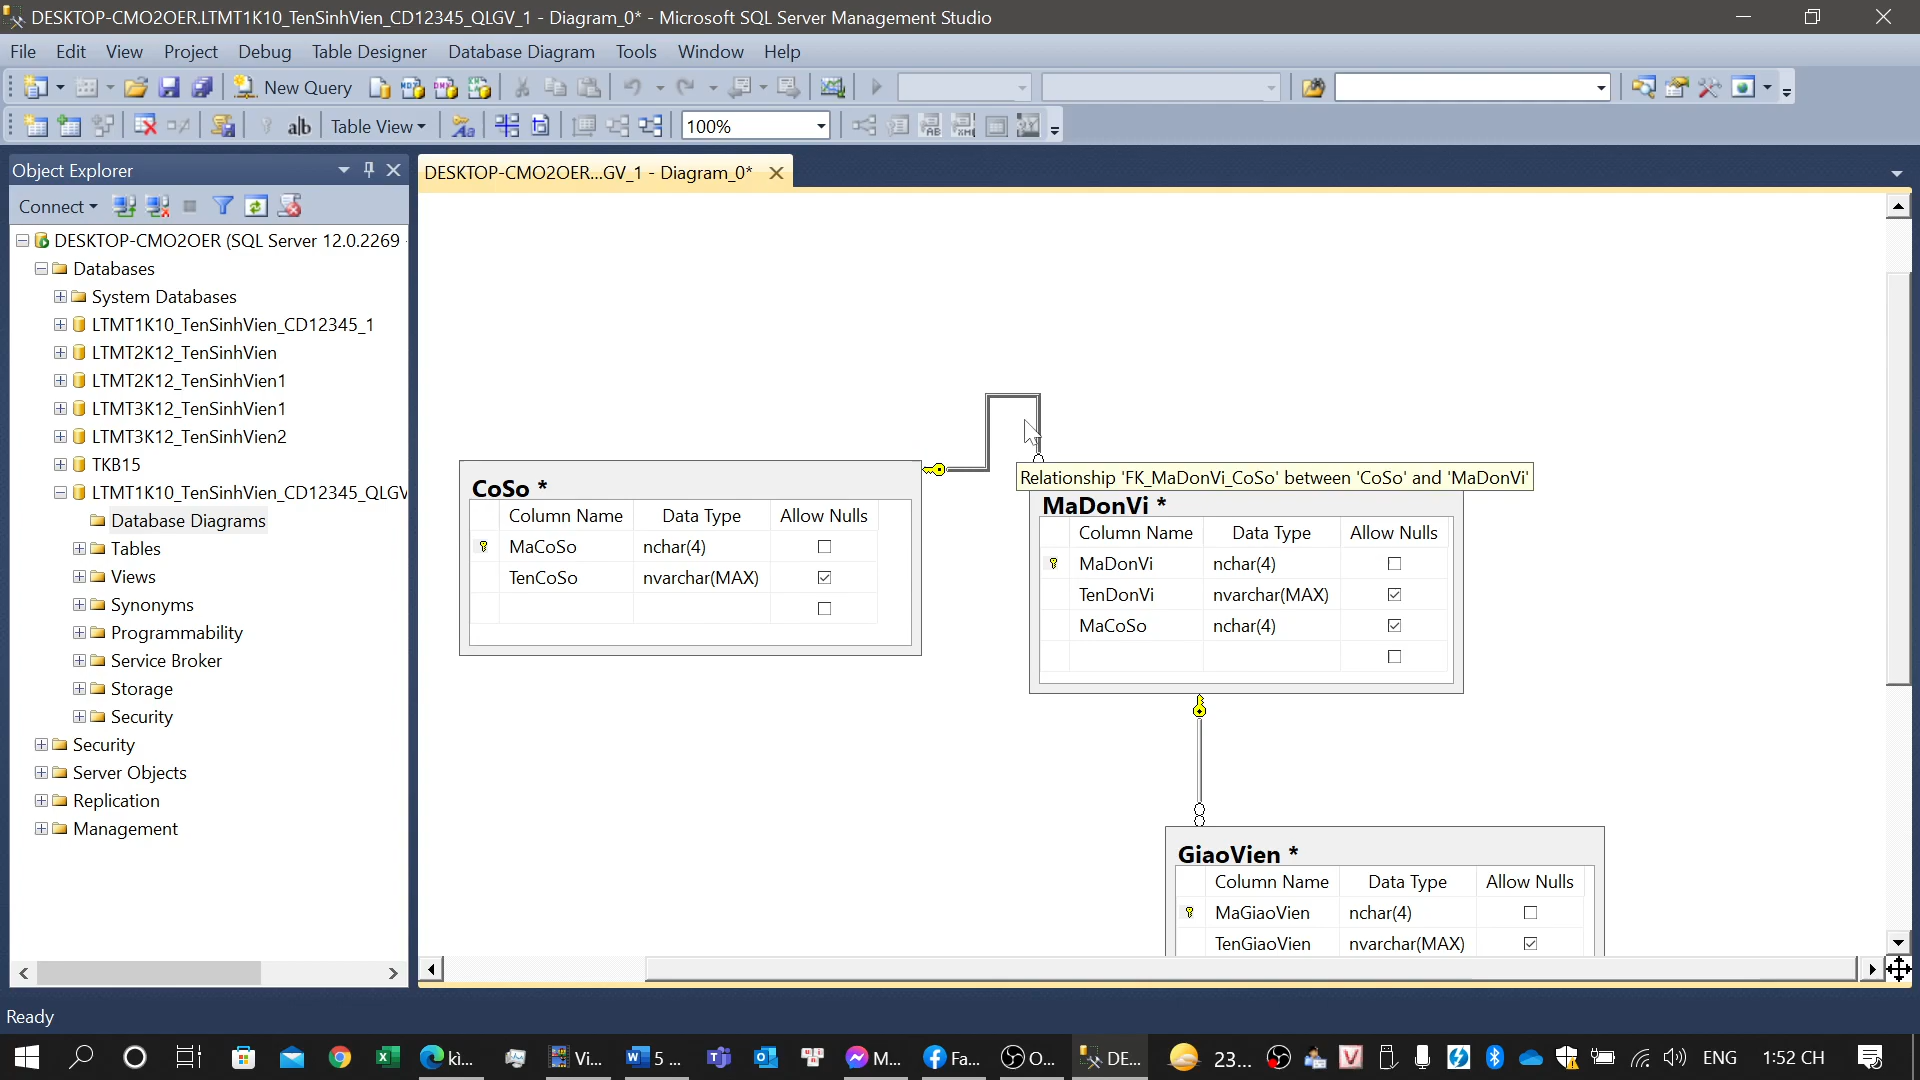 DESKTOP-CMO2OER.LTMT1K10_TenSinhVien_CD12345_QLGV_1 - Diagram_0* - Microsoft SQL Server Management Studio
File Edit View Project Debug Table Designer Database Diagram Tools Window Help
New Query
Table View 100%
Object Explorer
DESKTOP-CMO2OER...GV_1 - Diagram_0*
Connect
DESKTOP-CMO2OER (SQL Server 12.0.2269 -
Databases
System Databases
LTMT1K10_TenSinhVien_CD12345_1
LTMT2K12_TenSinhVien
LTMT2K12_TenSinhVien1
LTMT3K12_TenSinhVien1
LTMT3K12_TenSinhVien2
TKB15
LTMT1K10_TenSinhVien_CD12345_QLGV
Database Diagrams
Tables
Views
Synonyms
Programmability
Service Broker
Storage
Security
Security
Server Objects
Replication
Management
CoSo *
Column Name Data Type Allow Nulls
MaCoSo nchar(4)
TenCoSo nvarchar(MAX)
Relationship 'FK_MaDonVi_CoSo' between 'CoSo' and 'MaDonVi'
MaDonVi *
Column Name Data Type Allow Nulls
MaDonVi nchar(4)
TenDonVi nvarchar(MAX)
MaCoSo nchar(4)
GiaoVien *
Column Name Data Type Allow Nulls
MaGiaoVien nchar(4)
TenGiaoVien nvarchar(MAX)
Ready
kì... Vi... 5 ... M... Fa... O... DE... 23... ENG 1:52 CH